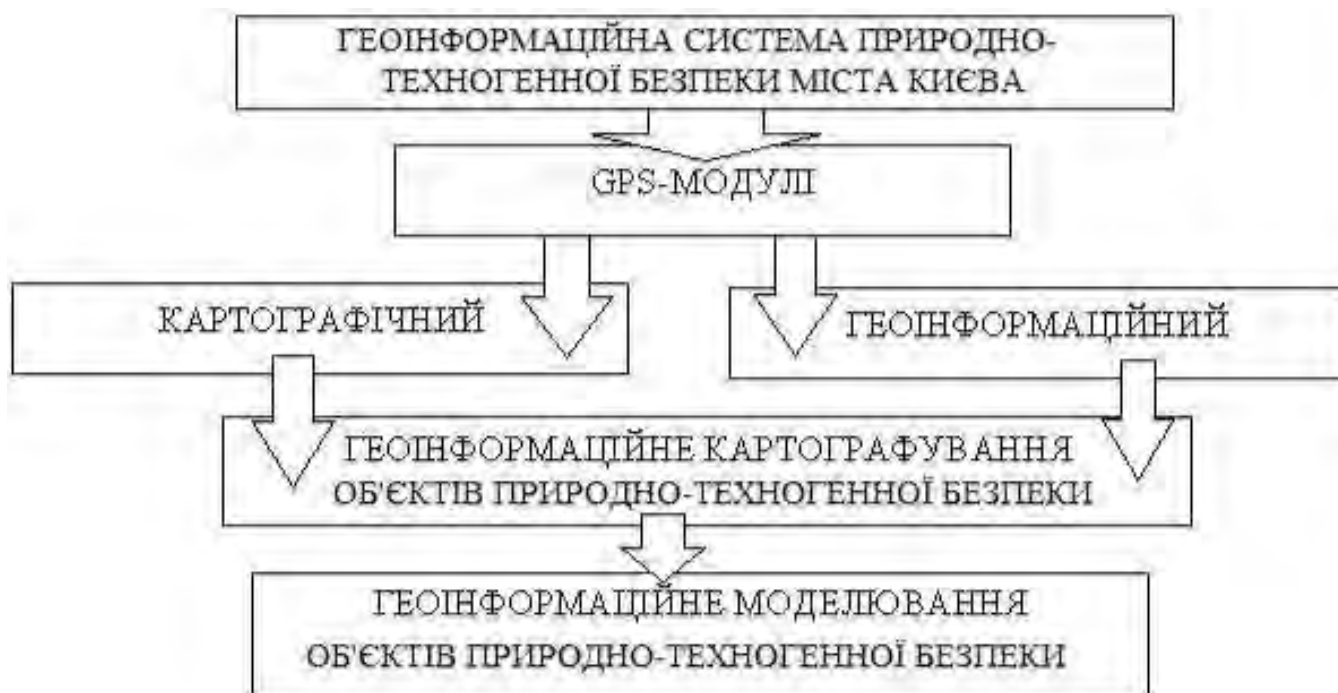 ГЕОІНФОРМАЦІЙНА СИСТЕМА ПРИРОДНО-
ТЕХНОГЕННОЇ БЕЗПЕКИ МІСТА КИЄВА
GPS-МОДУЛІ
КАРТОГРАФІЧНИЙ
ГЕОІНФОРМАЦІЙНИЙ
ГЕОІНФОРМАЦІЙНЕ КАРТОГРАФУВАННЯ
ОБ'ЄКТІВ ПРИРОДНО-ТЕХНОГЕННОЇ БЕЗПЕКИ
ГЕОІНФОРМАЦІЙНЕ МОДЕЛЮВАННЯ
ОБ'ЄКТІВ ПРИРОДНО-ТЕХНОГЕННОЇ БЕЗПЕКИ